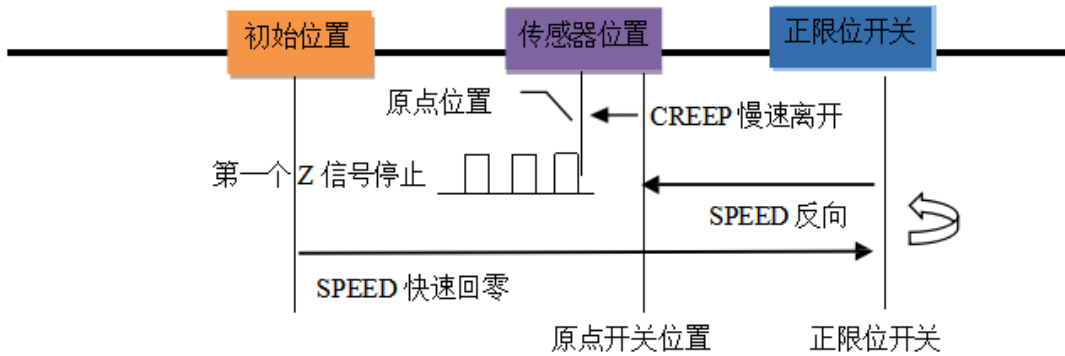 初始位置
传感器位置
正限位开关
原点位置
CREEP 慢速离开
第一个 Z 信号停止
SPEED 反向
SPEED 快速回零
原点开关位置
正限位开关